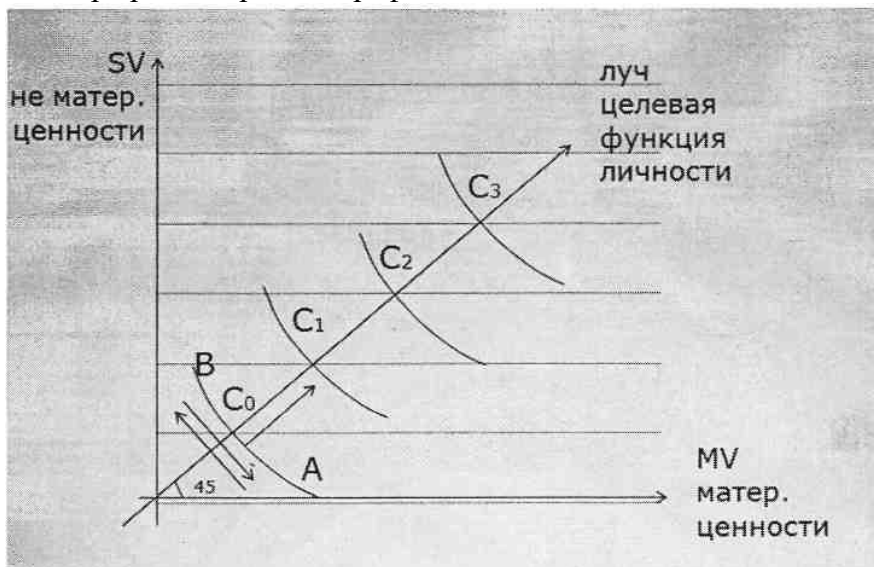 SV
не матер.
ценности
луч
целевая
функция
личности
C3
C2
C1
B
C0
A
45
MV
матер.
ценности